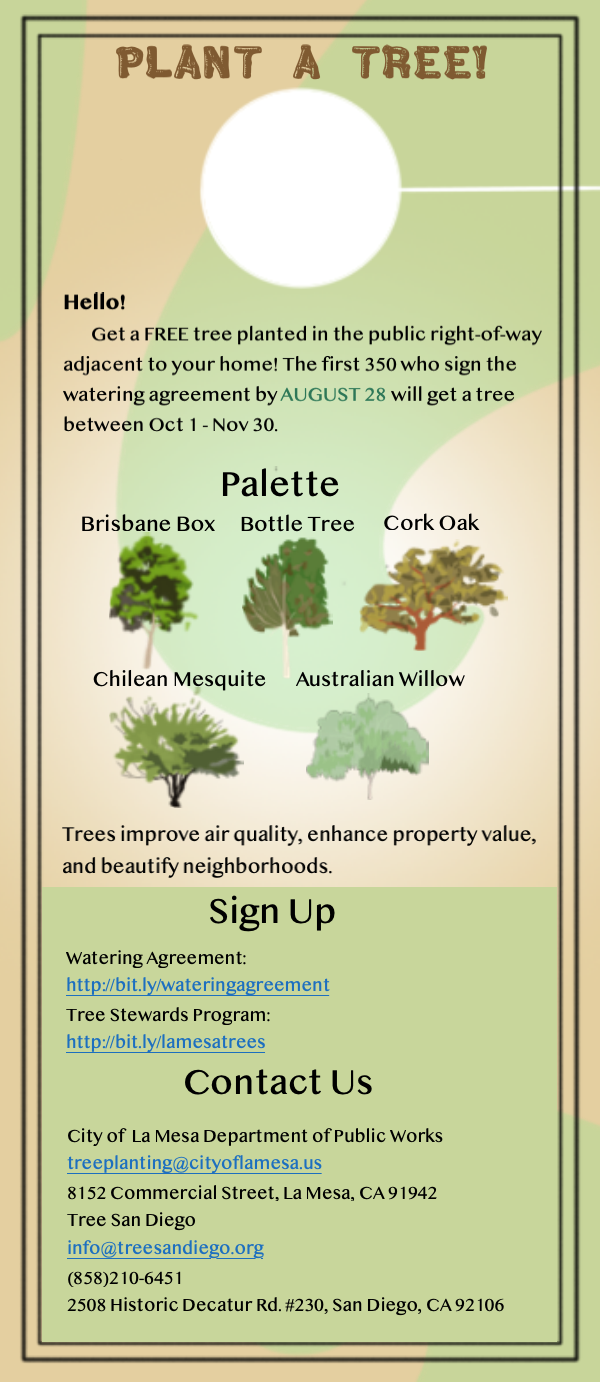 PLANT A TREE!
Hello!
Get a FREE tree planted in the public right-of-way
adjacent to your home! The first 350 who sign the
watering agreement by AUGUST 28 will get a tree
between Oct 1 - Nov 30.
Palette
Brisbane Box Bottle Tree Cork Oak
Chilean Mesquite Australian Willow
Trees improve air quality, enhance property value,
and beautify neighborhoods.
Sign Up
Watering Agreement:
http://bit.ly/wateringagreement
Tree Stewards Program:
http://bit.ly/lamesatrees
Contact Us
City of La Mesa Department of Public Works
treeplanting@cityoflamesa.us
8152 Commercial Street, La Mesa, CA 91942
Tree San Diego
info@treesandiego.org
(858)210-6451
2508 Historic Decatur Rd. #230, San Diego, CA 92106